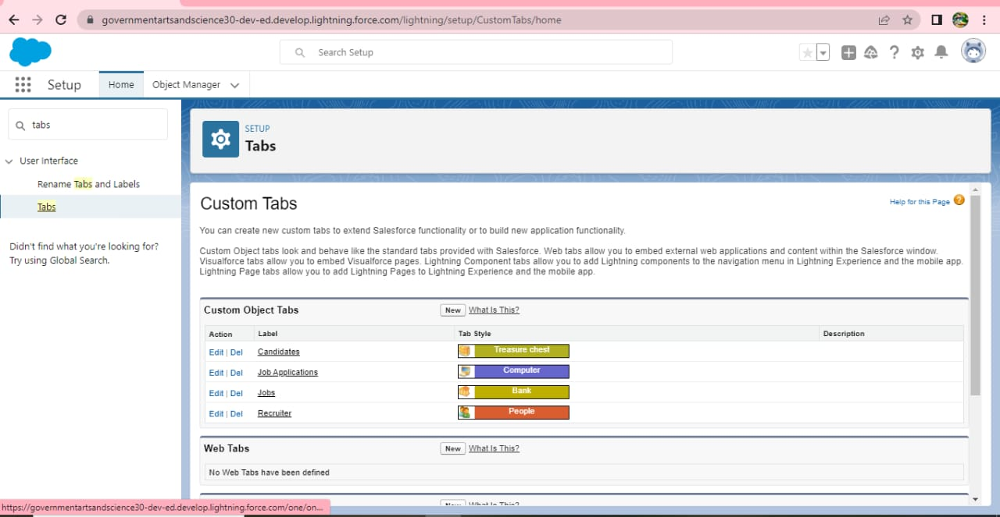 governmentartsandscience30-dev-ed.develop.lightning.force.com/lightning/setup/CustomTabs/home
Search Setup
Setup
Home
Object Manager
tabs
User Interface
Rename Tabs and Labels
Tabs
Didn't find what you're looking for?
Try using Global Search.
SETUP
Tabs
Custom Tabs
Help for this Page
You can create new custom tabs to extend Salesforce functionality or to build new application functionality.
Custom Object tabs look and behave like the standard tabs provided with Salesforce. Web tabs allow you to embed external web applications and content within the Salesforce window.
Visualforce tabs allow you to embed Visualforce pages. Lightning Component tabs allow you to add Lightning components to the navigation menu in Lightning Experience and the mobile app.
Lightning Page tabs allow you to add Lightning Pages to Lightning Experience and the mobile app.
Custom Object Tabs New What Is This?
Action Label Tab Style Description
Edit | Del Candidates Treasure chest
Edit | Del Job Applications Computer
Edit | Del Jobs Bank
Edit | Del Recruiter People
Web Tabs New What Is This?
No Web Tabs have been defined
New What Is This?
https://governmentartsandscience30-dev-ed.develop.lightning.force.com/one/on...